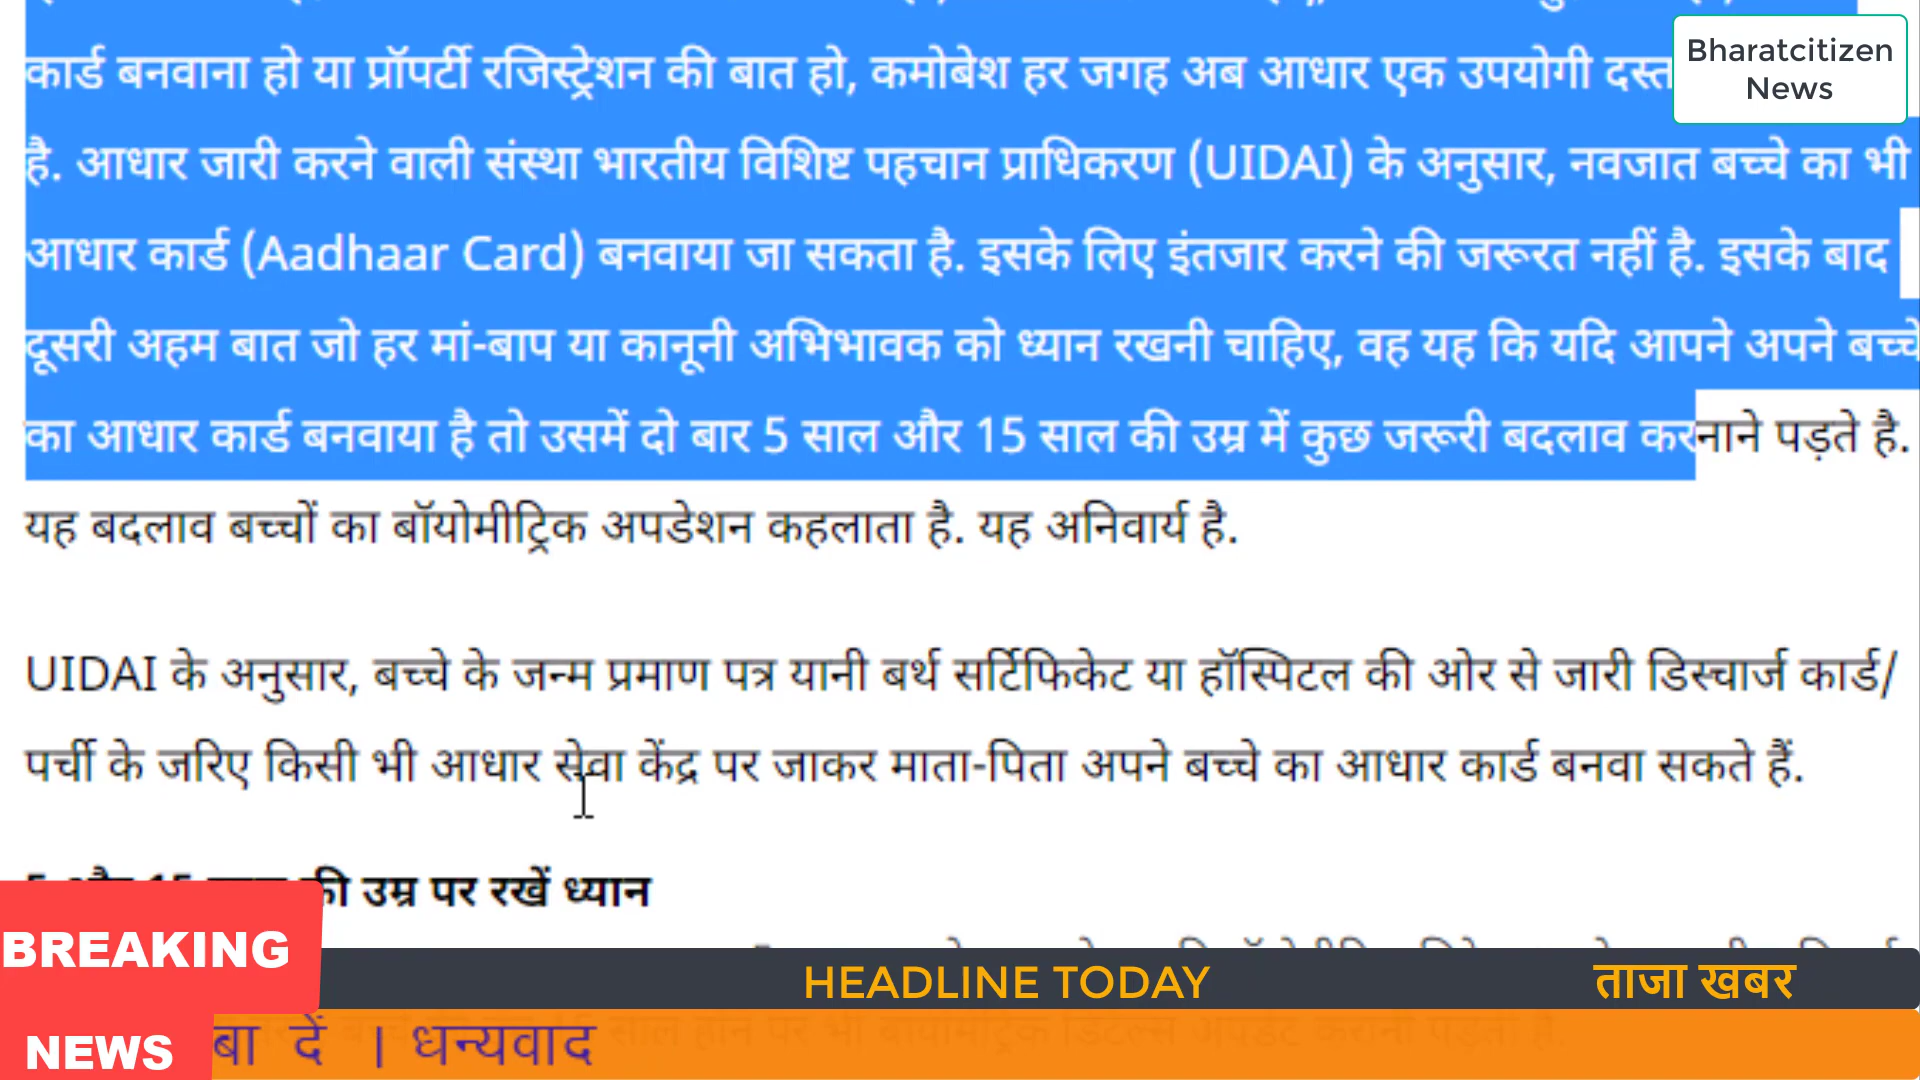 Bharatcitizen
News
कार्ड बनवाना हो या प्रॉपर्टी रजिस्ट्रेशन की बात हो, कमोबेश हर जगह अब आधार एक उपयोगी
है. आधार जारी करने वाली संस्था भारतीय विशिष्ट पहचान प्राधिकरण (UIDAI) के अनुसार, नवजात बच्चे का भी
आधार कार्ड (Aadhaar Card) बनवाया जा सकता है. इसके लिए इंतजार करने की जरूरत नहीं है. इसके बाद
दूसरी अहम बात जो हर मां-बाप या कानूनी अभिभावक को ध्यान रखनी चाहिए, वह यह कि यदि आपने अपने बच्चे
का आधार कार्ड बनवाया है तो उसमें दो बार 5 साल और 15 साल की उम्र में कुछ जरूरी बदलाव करनाने पड़ते है.
यह बदलाव बच्चों का बॉयोमीट्रिक अपडेशन कहलाता है. यह अनिवार्य है.
UIDAI के अनुसार, बच्चे के जन्म प्रमाण पत्र यानी बर्थ सर्टिफिकेट या हॉस्पिटल की ओर से जारी डिस्चार्ज कार्ड/
पर्ची के जरिए किसी भी आधार सेवा केंद्र पर जाकर माता-पिता अपने बच्चे का आधार कार्ड बनवा सकते हैं.
की उम्र पर रखें ध्यान
BREAKING
NEWS
HEADLINE TODAY
ताजा खबर
बा दें । धन्यवाद